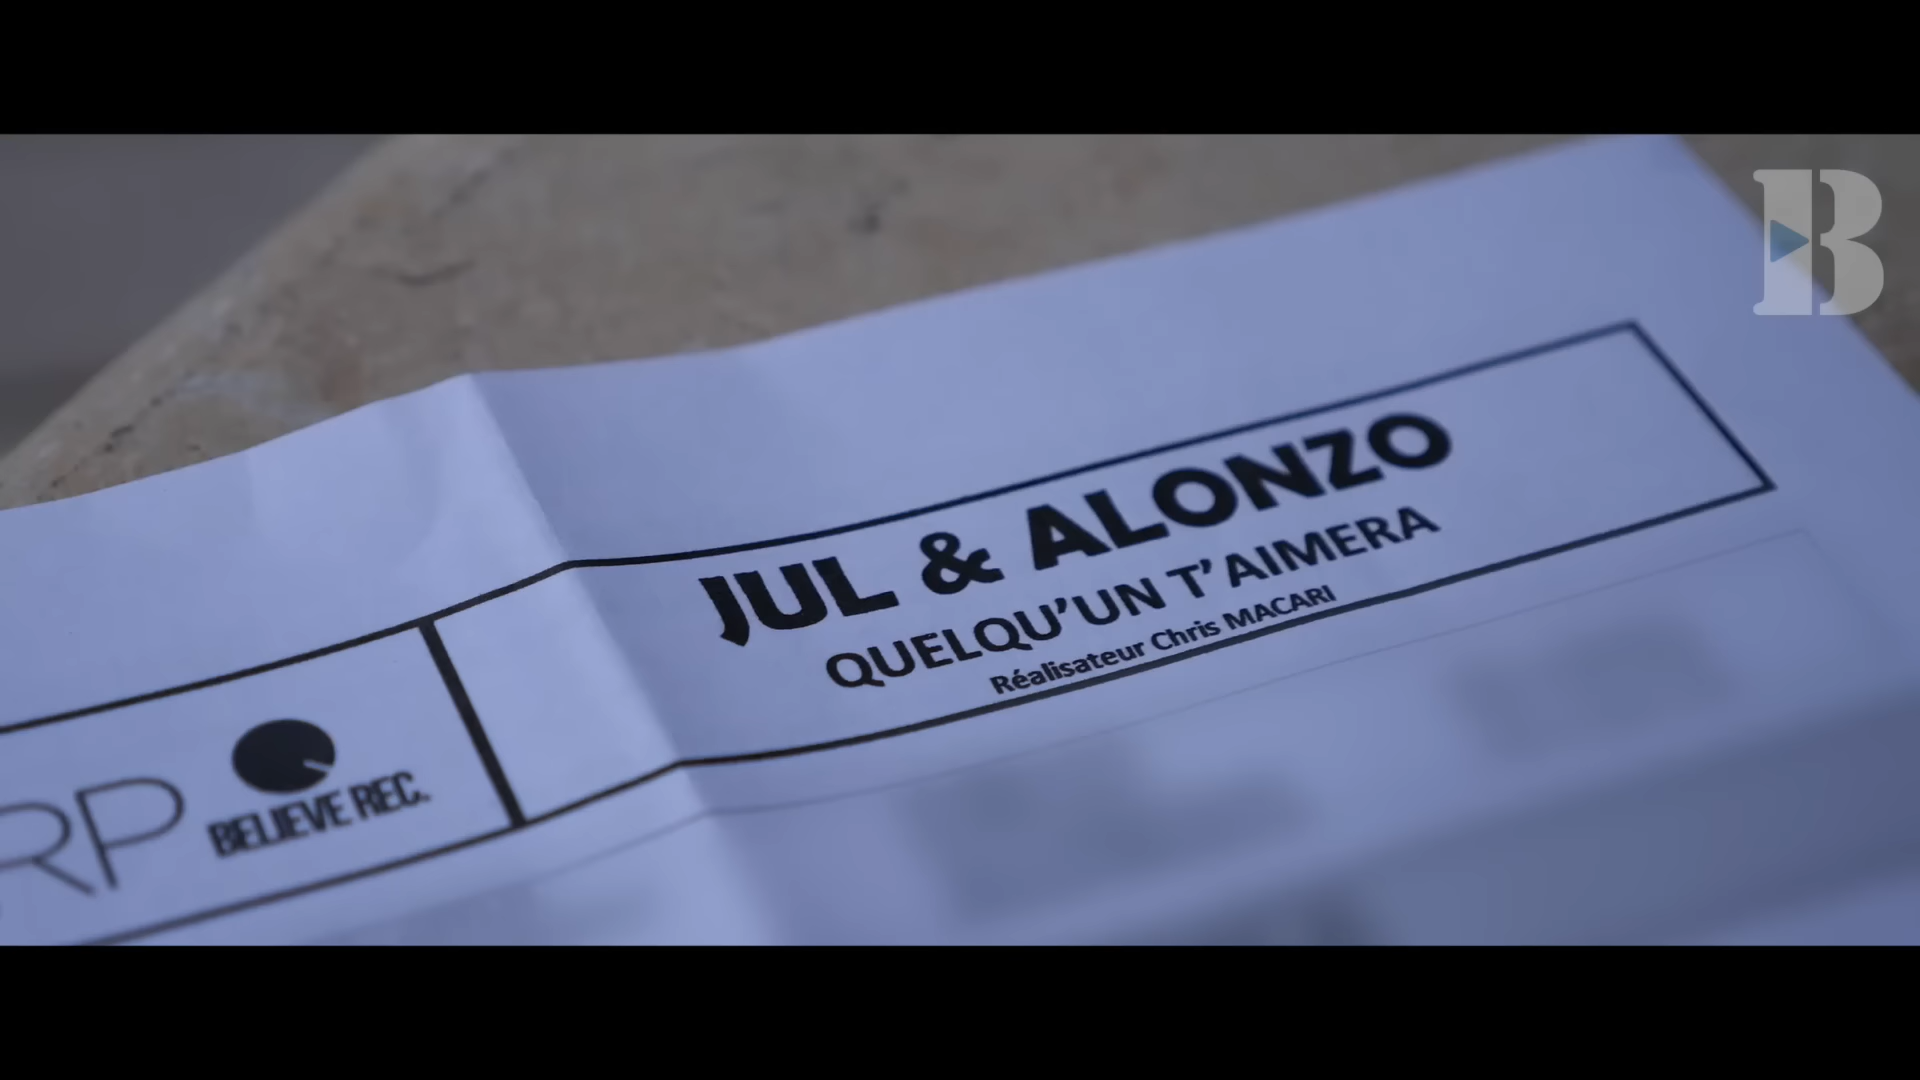 B
JUL & ALONZO
QUELQU'UN T'AIMERA
Réalisateur Chris MACARI
RP
BELIEVE REC.